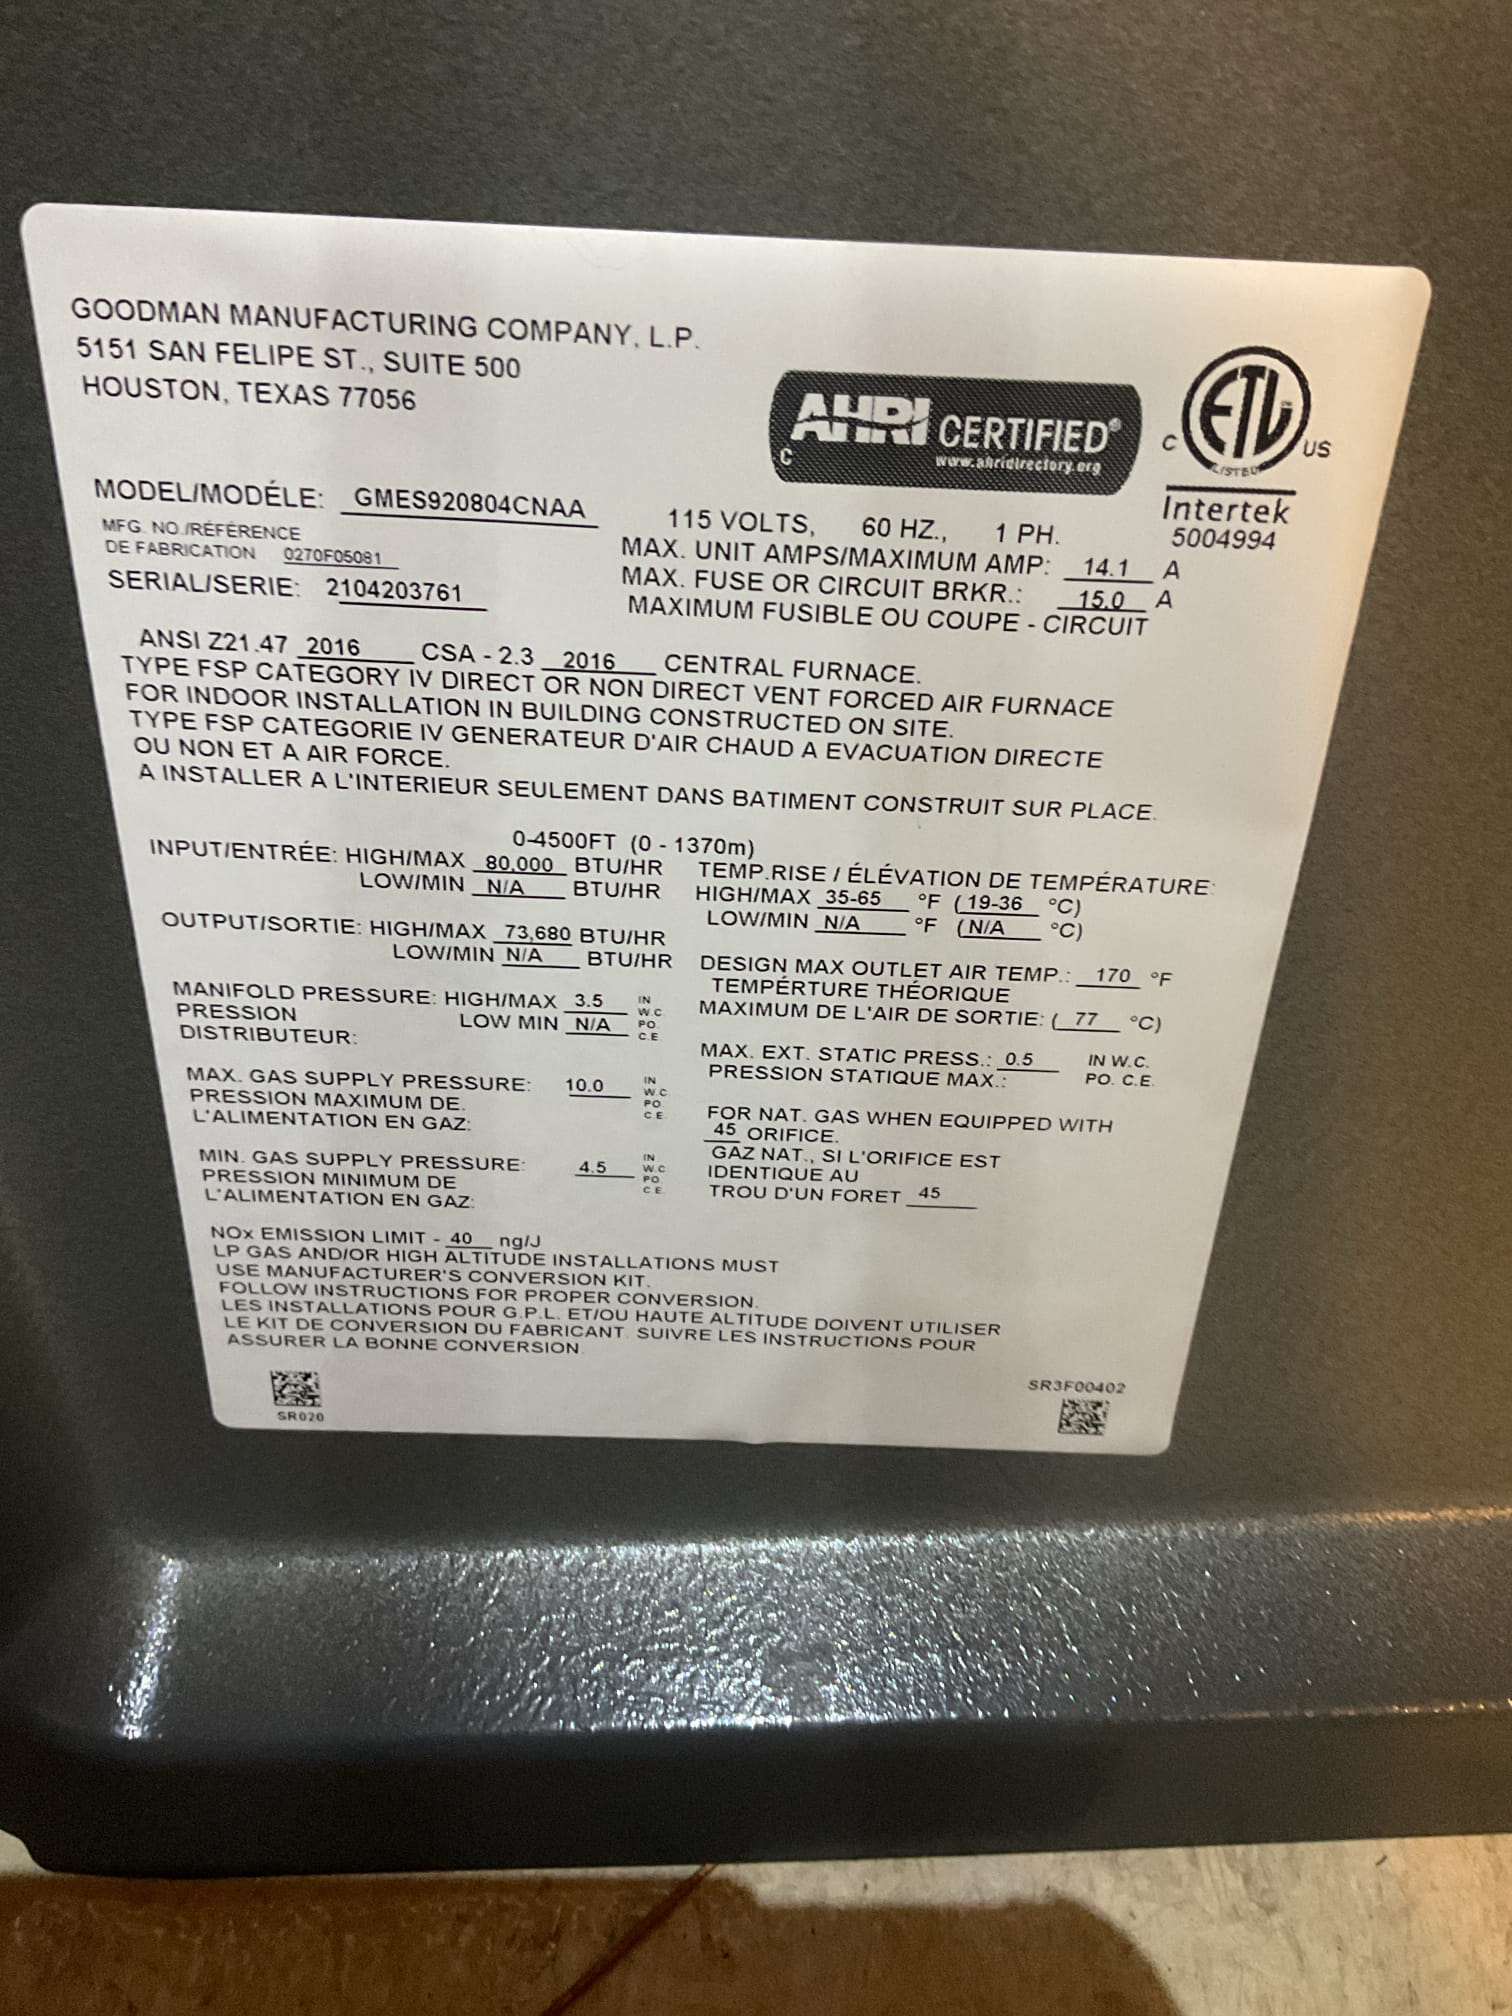 GOODMAN MANUFACTURING COMPANY, L.P.
5151 SAN FELIPE ST., SUITE 500
HOUSTON, TEXAS 77056
AHRI CERTIFIED®
www.ahridirectory.org
C
ETL
C US
LISTED
Intertek
5004994
MODEL/MODÉLE: GMES920804CNAA
MFG. NO./RÉFÉRENCE
DE FABRICATION 0270F05081
SERIAL/SERIE: 2104203761
115 VOLTS, 60 HZ., 1 PH.
MAX. UNIT AMPS/MAXIMUM AMP: 14.1 A
MAX. FUSE OR CIRCUIT BRKR.: 15.0 A
MAXIMUM FUSIBLE OU COUPE - CIRCUIT
ANSI Z21.47 2016 CSA - 2.3 2016 CENTRAL FURNACE.
TYPE FSP CATEGORY IV DIRECT OR NON DIRECT VENT FORCED AIR FURNACE
FOR INDOOR INSTALLATION IN BUILDING CONSTRUCTED ON SITE.
TYPE FSP CATEGORIE IV GENERATEUR D'AIR CHAUD A EVACUATION DIRECTE
OU NON ET A AIR FORCE.
A INSTALLER A L'INTERIEUR SEULEMENT DANS BATIMENT CONSTRUIT SUR PLACE.
0-4500FT (0 - 1370m)
INPUT/ENTRÉE: HIGH/MAX 80,000 BTU/HR
LOW/MIN N/A BTU/HR
OUTPUT/SORTIE: HIGH/MAX 73,680 BTU/HR
LOW/MIN N/A BTU/HR
MANIFOLD PRESSURE: HIGH/MAX 3.5 IN W.C
PRESSION LOW MIN N/A PO. C.E.
DISTRIBUTEUR:
MAX. GAS SUPPLY PRESSURE: 10.0 IN W.C
PRESSION MAXIMUM DE. PO C.E.
L'ALIMENTATION EN GAZ:
MIN. GAS SUPPLY PRESSURE: 4.5 IN W.C
PRESSION MINIMUM DE PO C.E.
L'ALIMENTATION EN GAZ:
TEMP.RISE / ÉLÉVATION DE TEMPÉRATURE:
HIGH/MAX 35-65 °F (19-36 °C)
LOW/MIN N/A °F (N/A °C)
DESIGN MAX OUTLET AIR TEMP.: 170 °F
TEMPÉRTURE THÉORIQUE
MAXIMUM DE L'AIR DE SORTIE: ( 77 °C)
MAX. EXT. STATIC PRESS.: 0.5 IN W.C.
PRESSION STATIQUE MAX.: PO. C.E.
FOR NAT. GAS WHEN EQUIPPED WITH
45 ORIFICE.
GAZ NAT., SI L'ORIFICE EST
IDENTIQUE AU
TROU D'UN FORET 45
NOx EMISSION LIMIT - 40 ng/J
LP GAS AND/OR HIGH ALTITUDE INSTALLATIONS MUST
USE MANUFACTURER'S CONVERSION KIT.
FOLLOW INSTRUCTIONS FOR PROPER CONVERSION.
LES INSTALLATIONS POUR G.P.L. ET/OU HAUTE ALTITUDE DOIVENT UTILISER
LE KIT DE CONVERSION DU FABRICANT. SUIVRE LES INSTRUCTIONS POUR
ASSURER LA BONNE CONVERSION.
SR020
SR3F00402